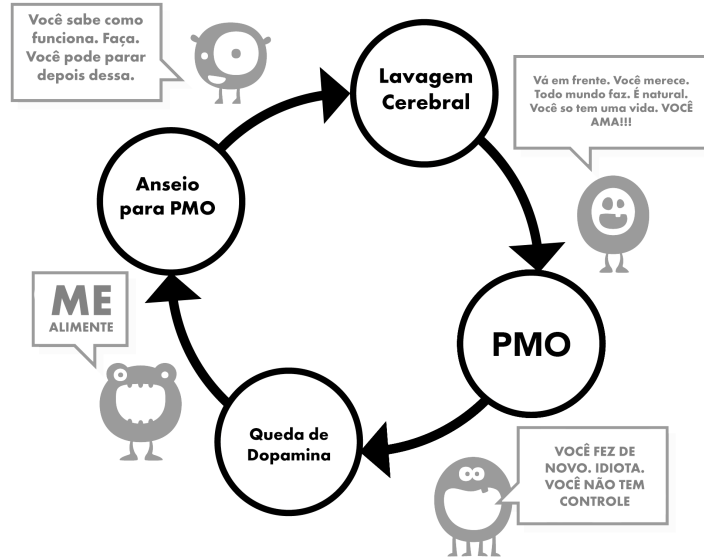 Você sabe como
funciona. Faça.
Você pode parar
depois dessa.
Lavagem
Cerebral
Vá em frente. Você merece.
Todo mundo faz. É natural.
Você so tem uma vida. VOCÊ
AMA!!!
Anseio
para PMO
ME
ALIMENTE
PMO
Queda de
Dopamina
VOCÊ FEZ DE
NOVO. IDIOTA.
VOCÊ NÃO TEM
CONTROLE